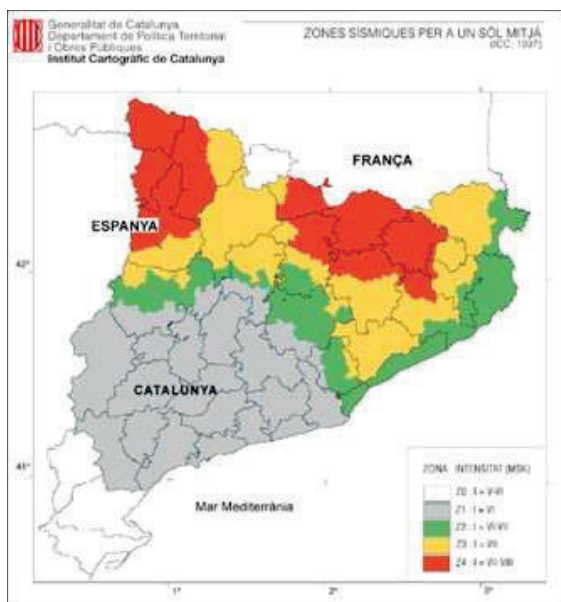 Generalitat de Catalunya
Departament de Política Territorial
i Obres Públiques
Institut Cartogràfic de Catalunya
ZONES SÍSMIQUES PER A UN SÒL MITJÀ
(ICC, 1997)
FRANÇA
ESPANYA
42°
CATALUNYA
41°
Mar Mediterrània
ZONA INTENSITAT (MSK)
Z0 : I = V-VI
Z1 : I = VI
Z2 : I = VI-VII
Z3 : I = VII
Z4 : I = VII-VIII
1°
2°
3°